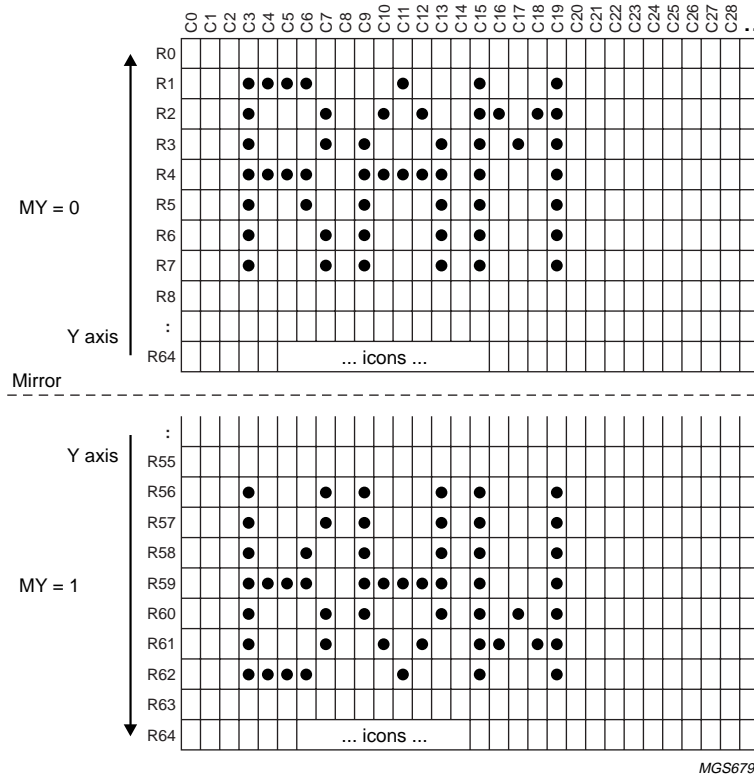 C0 C1 C2 C3 C4 C5 C6 C7 C8 C9 C10 C11 C12 C13 C14 C15 C16 C17 C18 C19 C20 C21 C22 C23 C24 C25 C26 C27 C28 ..
R0
R1
R2
R3
R4
MY = 0
R5
R6
R7
R8
:
Y axis
R64 ... icons ...
Mirror
:
Y axis
R55
R56
R57
R58
MY = 1
R59
R60
R61
R62
R63
R64 ... icons ...
MGS679